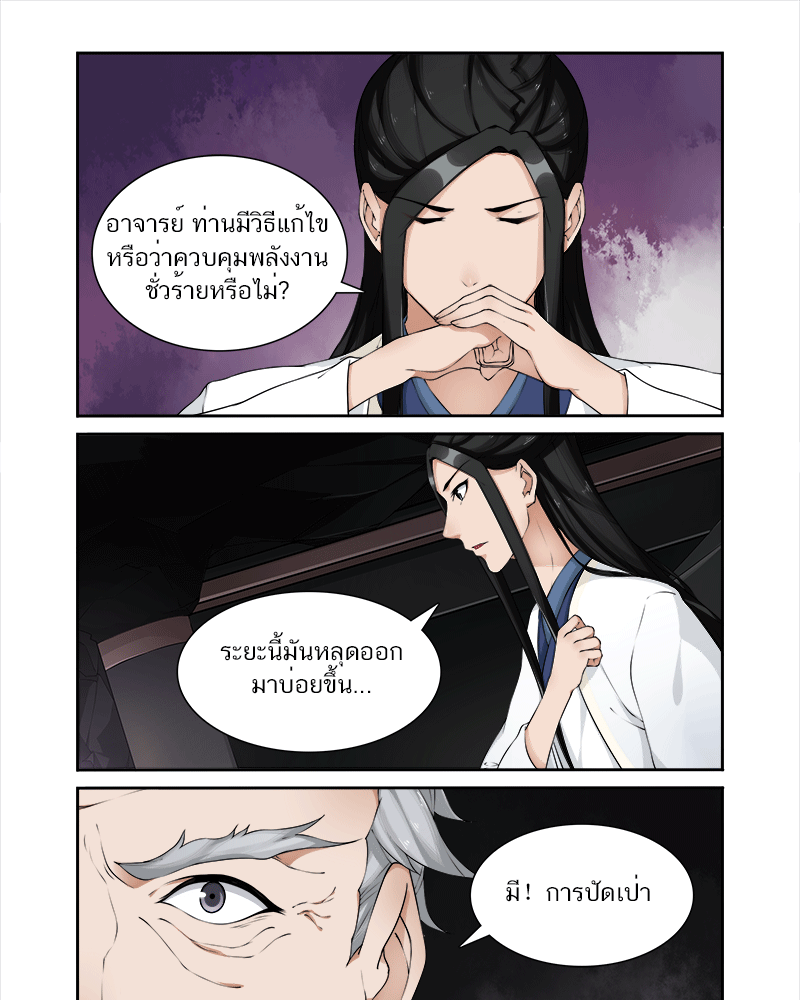 อาจารย์ ท่านมีวิธีแก้ไข
หรือว่าควบคุมพลังงาน
ชั่วร้ายหรือไม่?
ระยะนี้มันหลุดออก
มาบ่อยขึ้น...
มี! การปัดเป่า